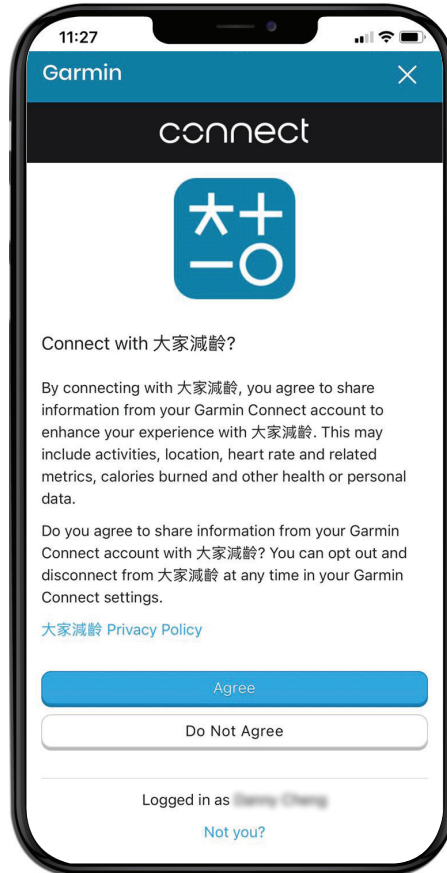 11:27
Garmin
connect
大十
一〇
Connect with 大家減齡?
By connecting with 大家減齡, you agree to share
information from your Garmin Connect account to
enhance your experience with 大家減齡. This may
include activities, location, heart rate and related
metrics, calories burned and other health or personal
data.
Do you agree to share information from your Garmin
Connect account with 大家減齡? You can opt out and
disconnect from 大家減齡 at any time in your Garmin
Connect settings.
大家減齡 Privacy Policy
Agree
Do Not Agree
Logged in as
Not you?